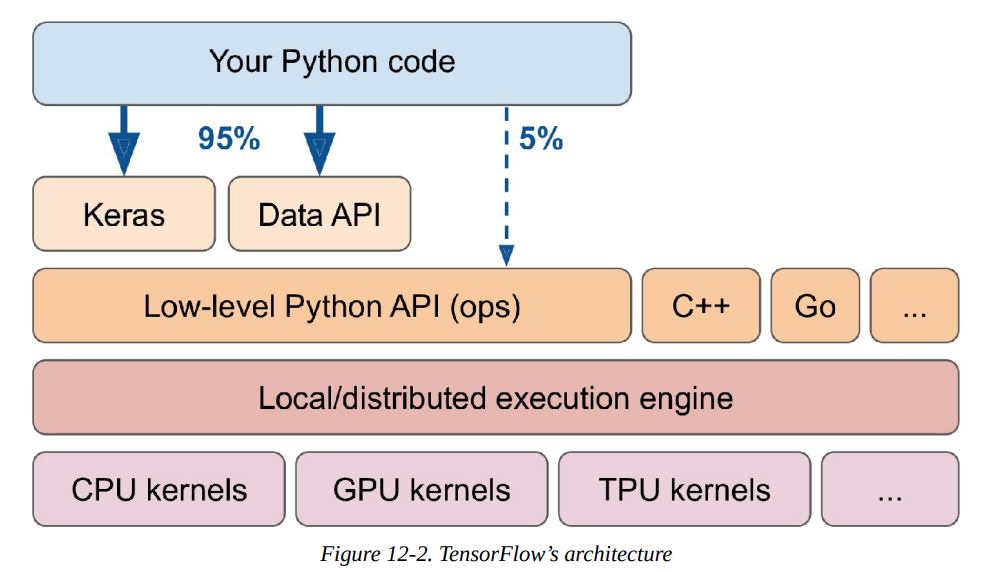 Your Python code
95%
5%
Keras
Data API
Low-level Python API (ops)
C++
Go
...
Local/distributed execution engine
CPU kernels
GPU kernels
TPU kernels
...
Figure 12-2. TensorFlow’s architecture